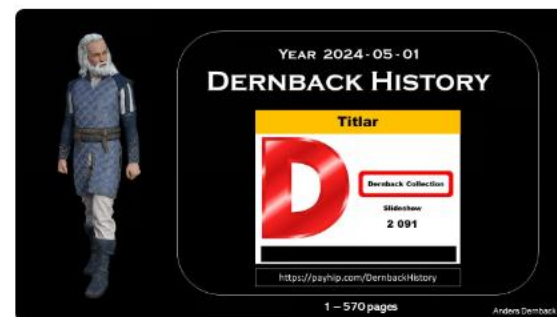 YEAR 2024-05-01
DERNBACK HISTORY
Titlar
D
Dernback Collection
Slideshow
2 091
https://payhip.com/DernbackHistory
1 – 570 pages
Anders Dernback